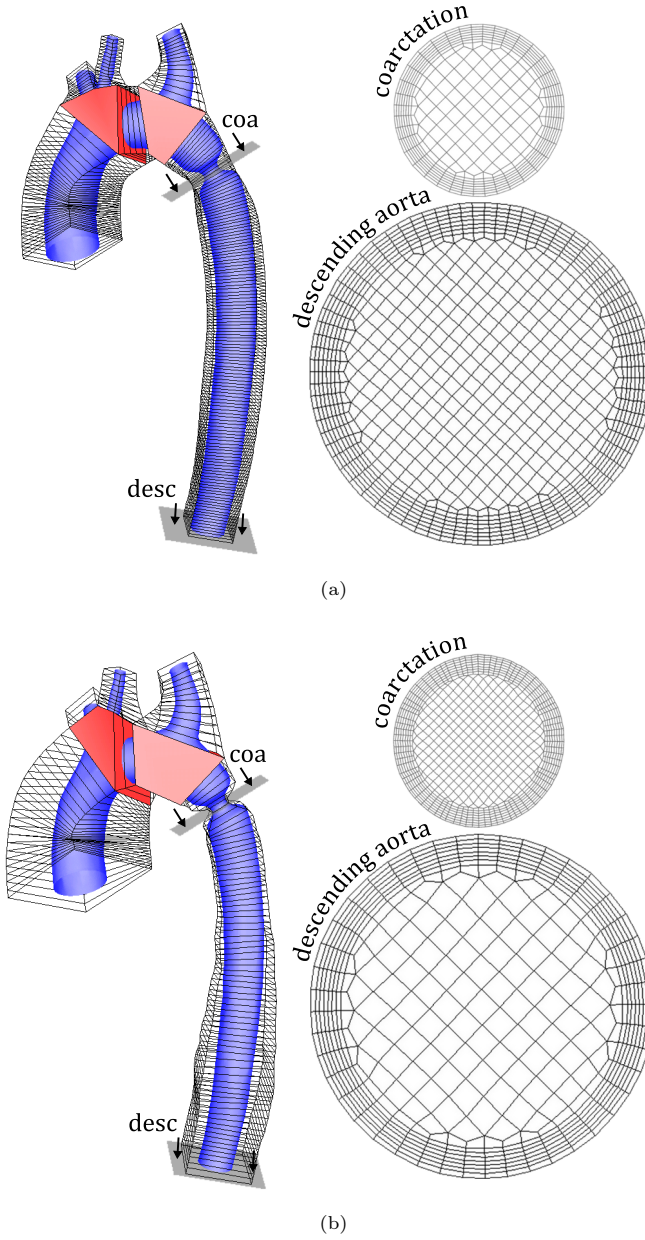 coarctation
coa
descending aorta
desc
(a)
coarctation
coa
descending aorta
desc
(b)